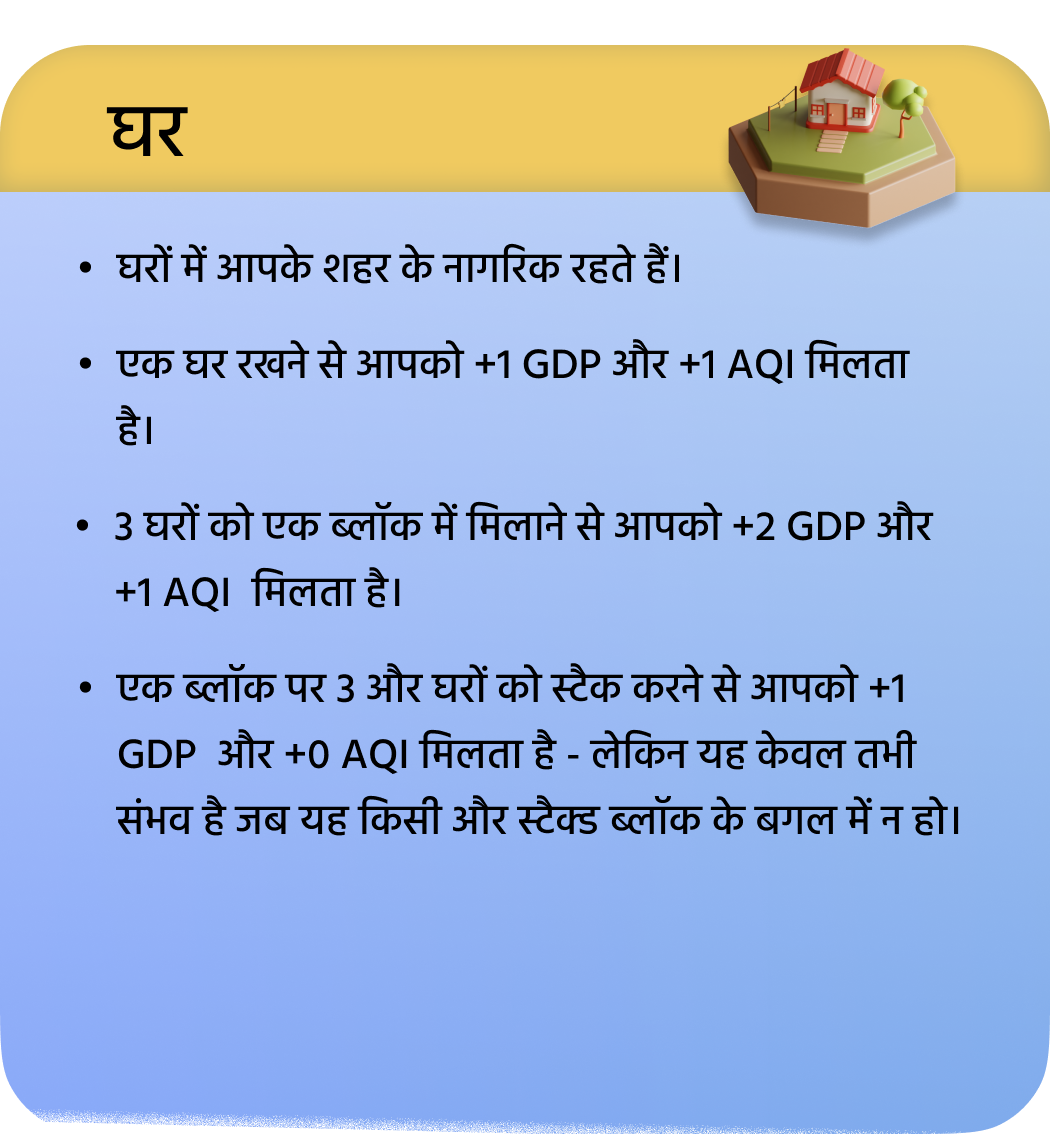 घर
• घरों में आपके शहर के नागरिक रहते हैं।
• एक घर रखने से आपको +1 GDP और +1 AQI मिलता
है।
• 3 घरों को एक ब्लॉक में मिलाने से आपको +2 GDP और
+1 AQI मिलता है।
• एक ब्लॉक पर 3 और घरों को स्टैक करने से आपको +1
GDP और +0 AQI मिलता है - लेकिन यह केवल तभी
संभव है जब यह किसी और स्टैक्ड ब्लॉक के बगल में न हो।